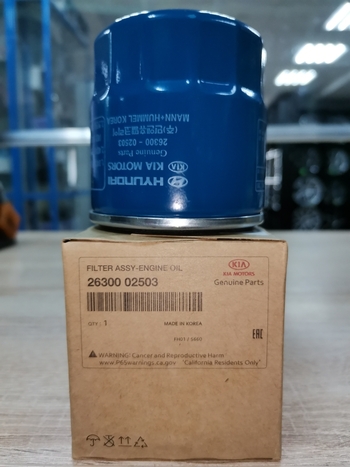 HYUNDAI
KIA KIA MOTORS
Genuine Parts
26300 - 02503
MANN+HUMMEL KOREA
FILTER ASSY-ENGINE OIL
26300 02503
KIA
KIA MOTORS
Genuine Parts
QTY : 1
MADE IN KOREA
EAC
WARNING: Cancer and Reproductive Harm
www.P65warnings.ca.gov "California Residents Only"